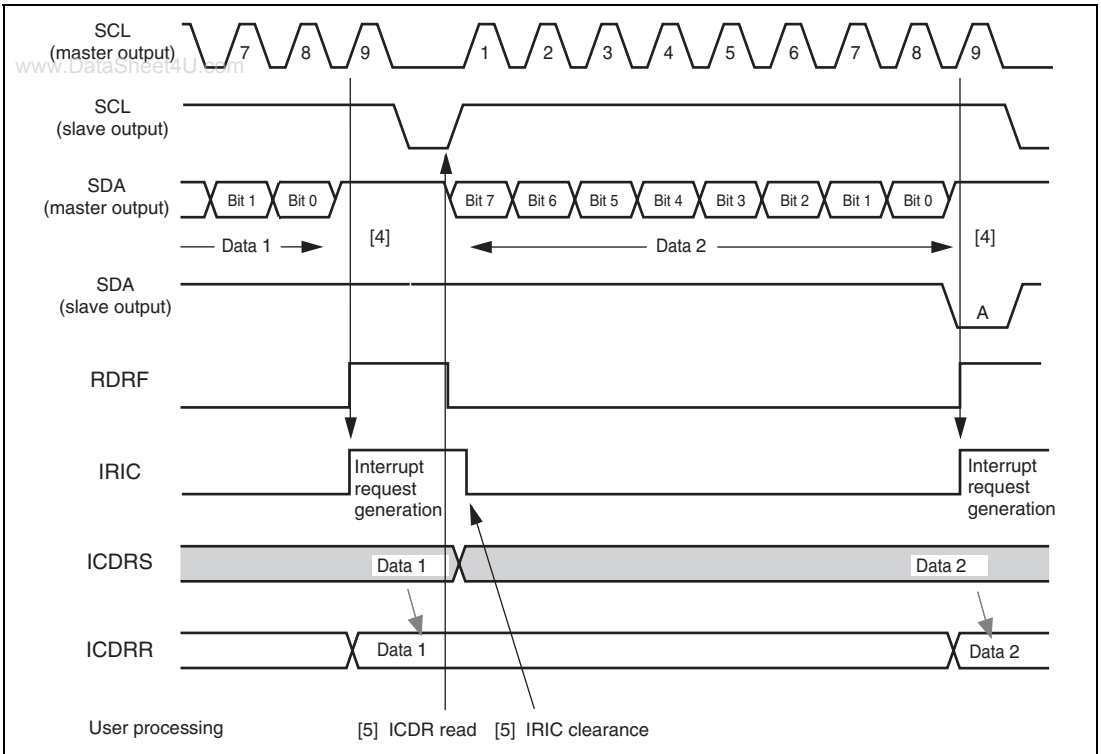 SCL
(master output)
7 8 9 1 2 3 4 5 6 7 8 9
www.DataSheet4U.com
SCL
(slave output)
SDA
(master output)
Bit 1 Bit 0 Bit 7 Bit 6 Bit 5 Bit 4 Bit 3 Bit 2 Bit 1 Bit 0
Data 1 [4] Data 2 [4]
SDA
(slave output)
A
RDRF
IRIC
Interrupt
request
generation
Interrupt
request
generation
ICDRS
Data 1 Data 2
ICDRR
Data 1 Data 2
User processing [5] ICDR read [5] IRIC clearance